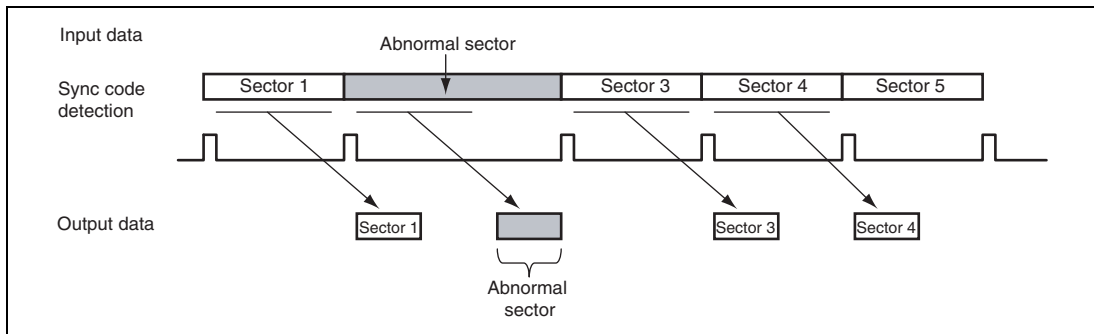 Input data
Abnormal sector
Sector 1
Sector 3
Sector 4
Sector 5
Sync code
detection
Output data
Sector 1
Sector 3
Sector 4
Abnormal
sector